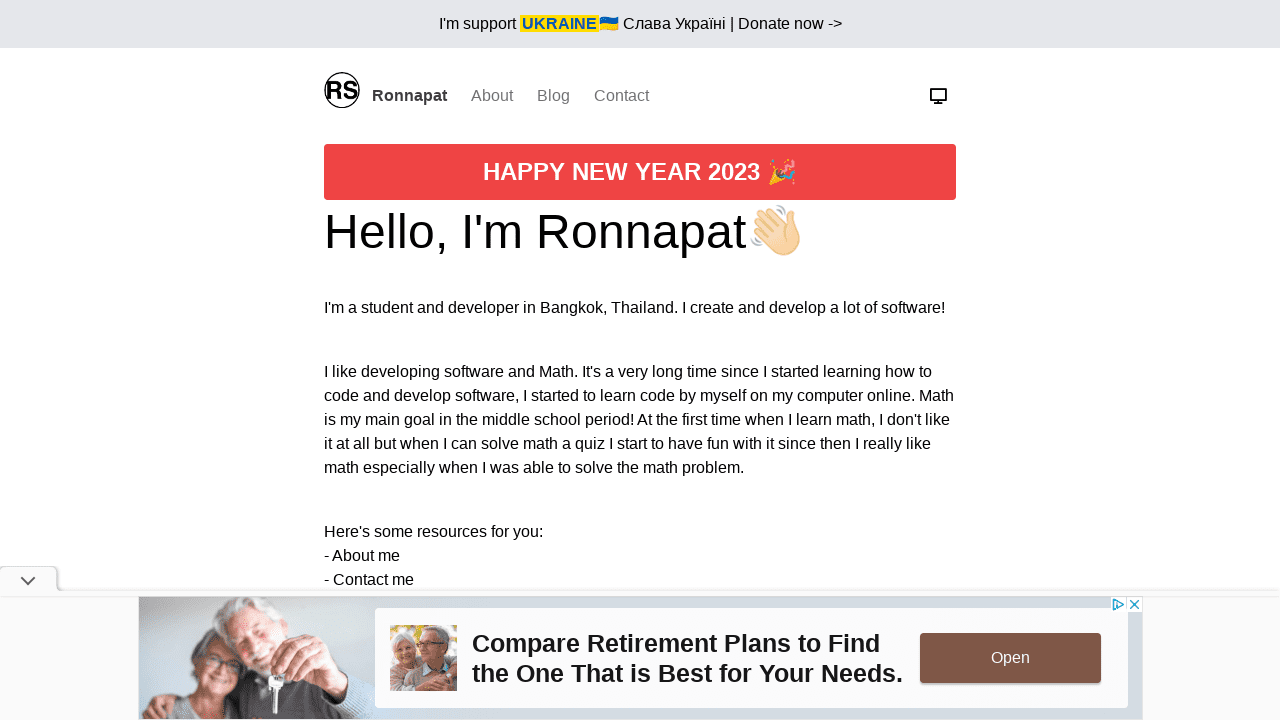 I'm support UKRAINE🇺🇦 Слава Україні | Donate now ->
RS
Ronnapat About Blog Contact
HAPPY NEW YEAR 2023 🎉
Hello, I'm Ronnapat👋🏻
I'm a student and developer in Bangkok, Thailand. I create and develop a lot of software!
I like developing software and Math. It's a very long time since I started learning how to
code and develop software, I started to learn code by myself on my computer online. Math
is my main goal in the middle school period! At the first time when I learn math, I don't like
it at all but when I can solve math a quiz I start to have fun with it since then I really like
math especially when I was able to solve the math problem.
Here's some resources for you:
- About me
- Contact me
Compare Retirement Plans to Find
the One That is Best for Your Needs.
Open